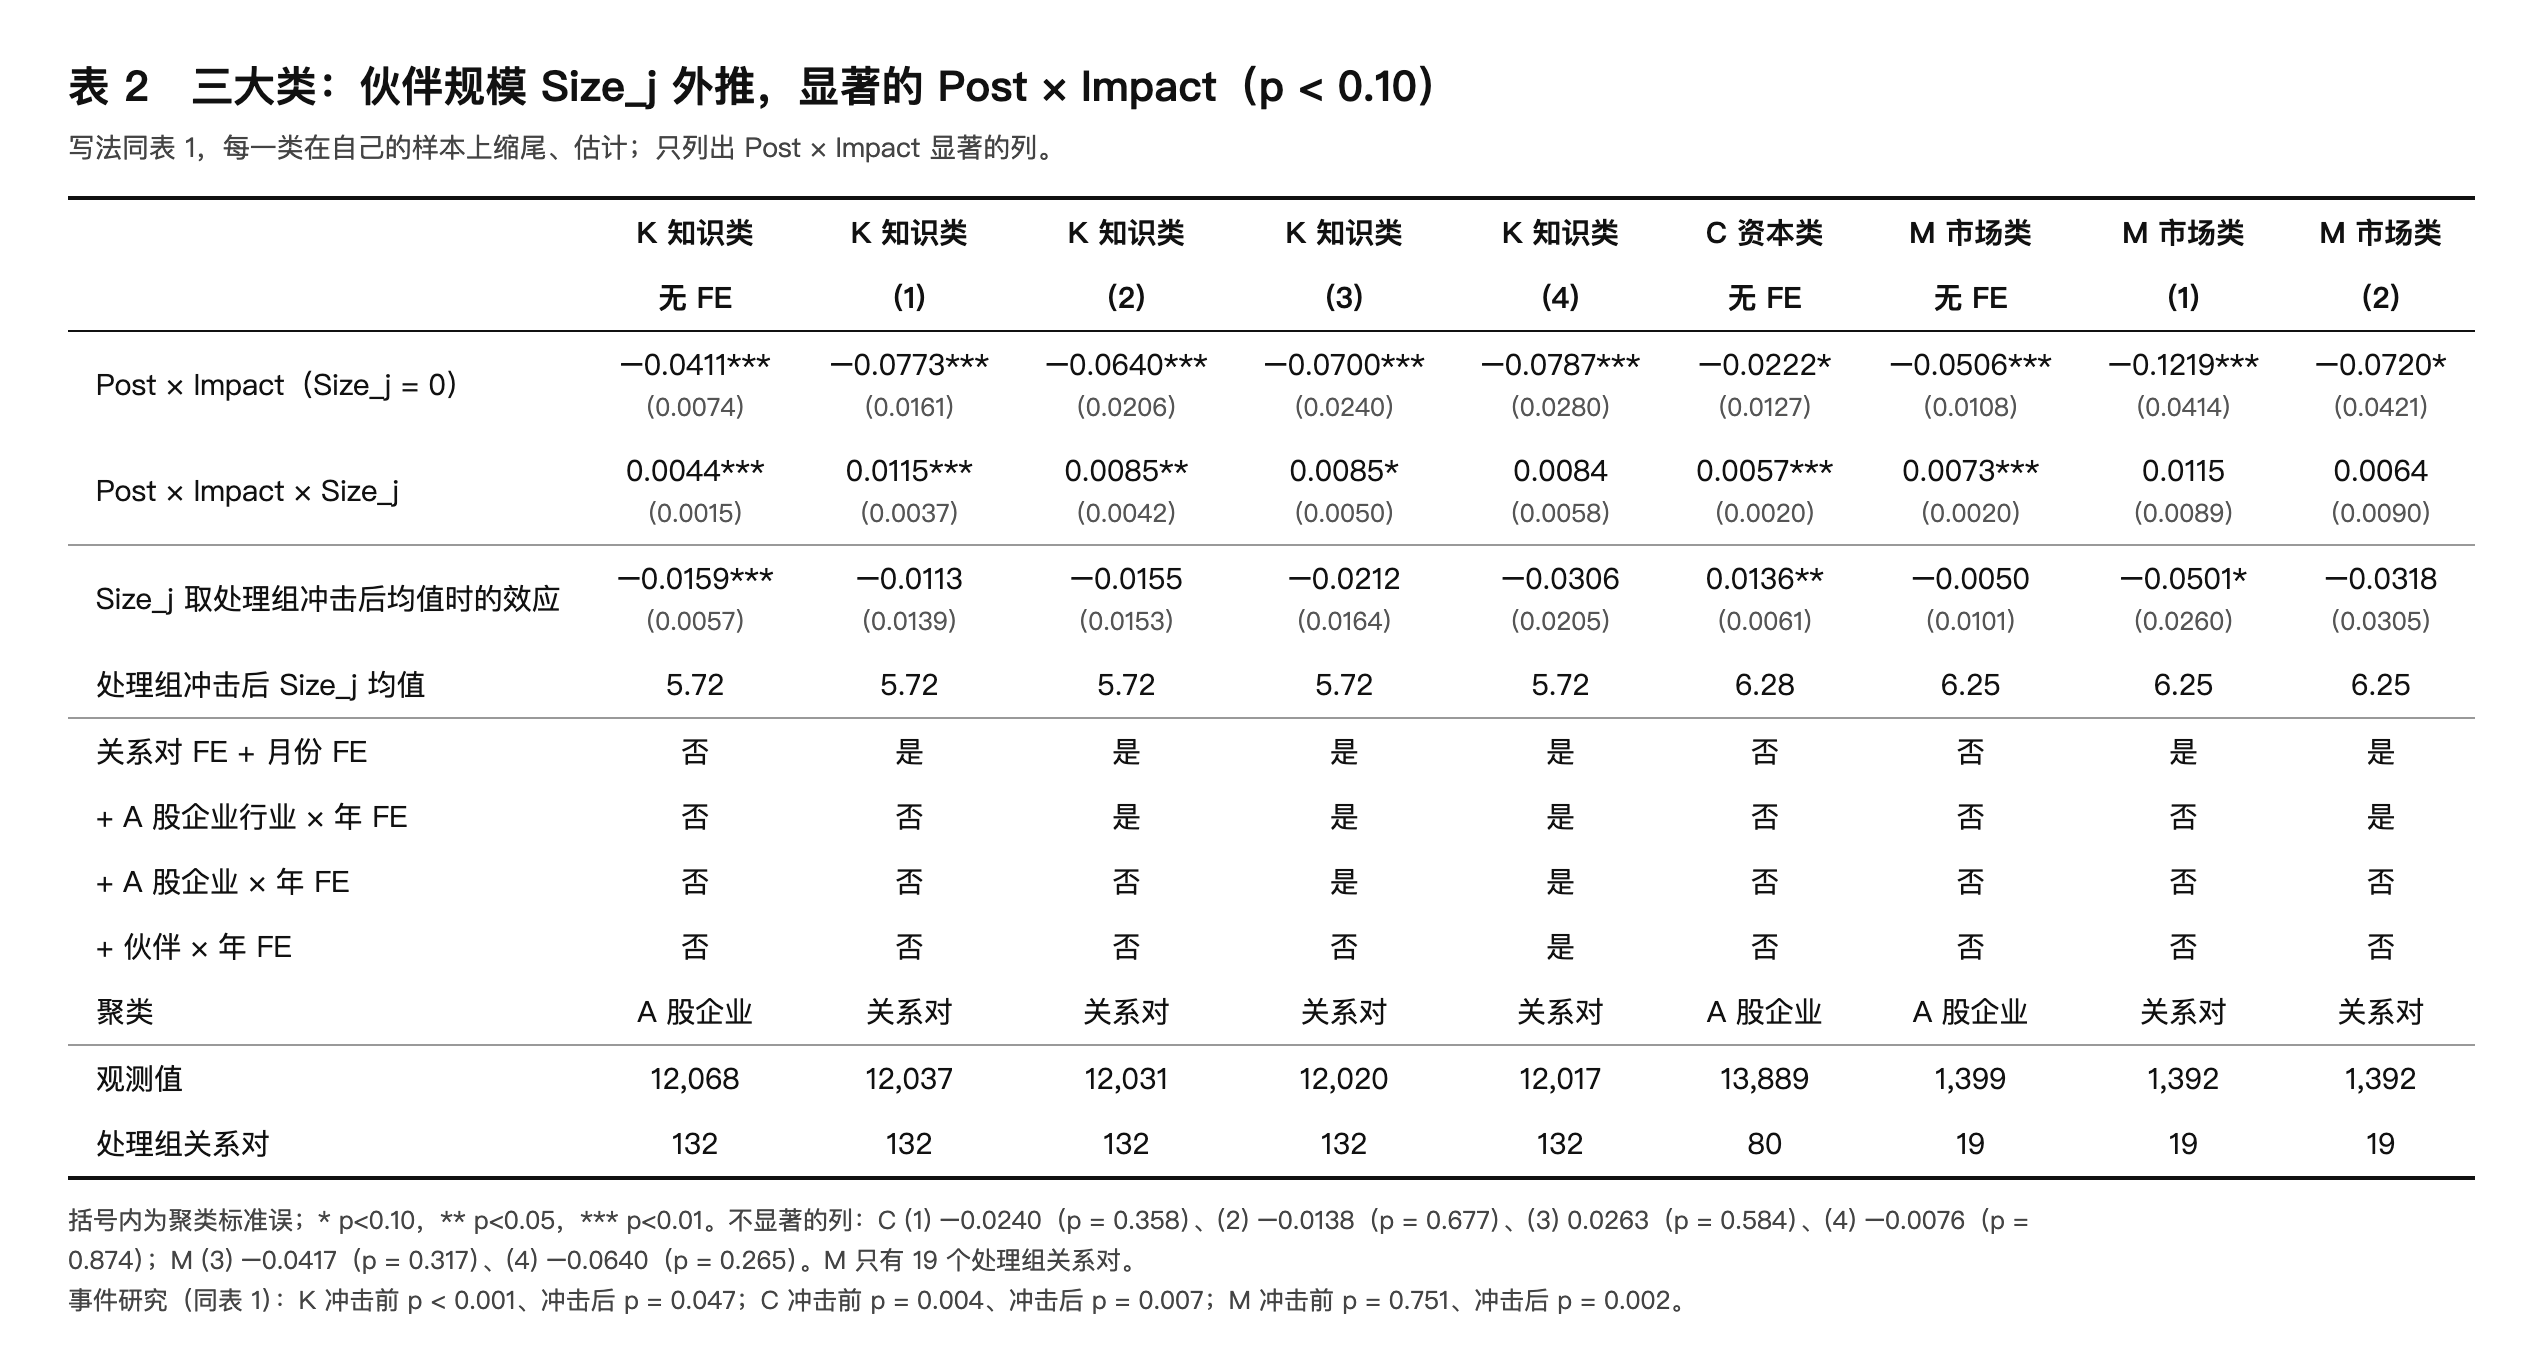 表 2　三大类：伙伴规模 Size_j 外推，显著的 Post × Impact（p < 0.10）
写法同表 1，每一类在自己的样本上缩尾、估计；只列出 Post × Impact 显著的列。
K 知识类 K 知识类 K 知识类 K 知识类 K 知识类 C 资本类 M 市场类 M 市场类 M 市场类
无 FE (1) (2) (3) (4) 无 FE 无 FE (1) (2)
Post × Impact（Size_j = 0） −0.0411*** −0.0773*** −0.0640*** −0.0700*** −0.0787*** −0.0222* −0.0506*** −0.1219*** −0.0720*
(0.0074) (0.0161) (0.0206) (0.0240) (0.0280) (0.0127) (0.0108) (0.0414) (0.0421)
Post × Impact × Size_j 0.0044*** 0.0115*** 0.0085** 0.0085* 0.0084 0.0057*** 0.0073*** 0.0115 0.0064
(0.0015) (0.0037) (0.0042) (0.0050) (0.0058) (0.0020) (0.0020) (0.0089) (0.0090)
Size_j 取处理组冲击后均值时的效应 −0.0159*** −0.0113 −0.0155 −0.0212 −0.0306 0.0136** −0.0050 −0.0501* −0.0318
(0.0057) (0.0139) (0.0153) (0.0164) (0.0205) (0.0061) (0.0101) (0.0260) (0.0305)
处理组冲击后 Size_j 均值 5.72 5.72 5.72 5.72 5.72 6.28 6.25 6.25 6.25
关系对 FE + 月份 FE 否 是 是 是 是 否 否 是 是
+ A 股企业行业 × 年 FE 否 否 是 是 是 否 否 否 是
+ A 股企业 × 年 FE 否 否 否 是 是 否 否 否 否
+ 伙伴 × 年 FE 否 否 否 否 是 否 否 否 否
聚类 A 股企业 关系对 关系对 关系对 关系对 A 股企业 A 股企业 关系对 关系对
观测值 12,068 12,037 12,031 12,020 12,017 13,889 1,399 1,392 1,392
处理组关系对 132 132 132 132 132 80 19 19 19
括号内为聚类标准误；* p<0.10，** p<0.05，*** p<0.01。不显著的列：C (1) −0.0240（p = 0.358）、(2) −0.0138（p = 0.677）、(3) 0.0263（p = 0.584）、(4) −0.0076（p =
0.874）；M (3) −0.0417（p = 0.317）、(4) −0.0640（p = 0.265）。M 只有 19 个处理组关系对。
事件研究（同表 1）：K 冲击前 p < 0.001、冲击后 p = 0.047；C 冲击前 p = 0.004、冲击后 p = 0.007；M 冲击前 p = 0.751、冲击后 p = 0.002。